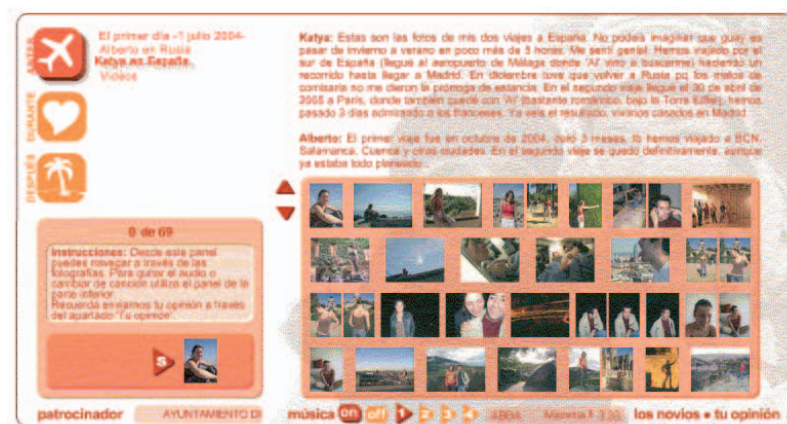 ANTES
DURANTE
DESPUÉS
El primer día -1 julio 2004-
Alberto en Rusia
Katya en España
Videos
Katya: Estas son las fotos de mis dos viajes a España. No podeis imaginar que guay es
pasar de invierno a verano en poco más de 5 horas. Me sentí genial. Hemos viajado por el
sur de España (llegué al aeropuerto de Málaga donde "Al" vino a buscarme) haciendo un
recorrido hasta llegar a Madrid. En diciembre tuve que volver a Rusia pq los malos de
comisaria no me dieron la prórroga de estancia. En el segundo viaje llegué el 30 de abril de
2005 a Paris, donde también quedé con "Al" (bastante romántico, bajo la Torre Eiffel), hemos
pasado 3 días admirando a los franceses. Ya veis el resultado, vivimos casados en Madrid.
Alberto: El primer viaje fue en octubre de 2004, duró 3 meses, hemos viajado a BCN,
Salamanca, Cuenca y otras ciudades. En el segundo viaje se quedó definitivamente, aunque
ya estaba todo planeado...
0 de 69
Instrucciones: Desde este panel
puedes navegar a través de las
fotografías. Para quitar el audio o
cambiar de canción utiliza el panel de la
parte inferior.
Recuerda enviarnos tu opinión a través
del apartado "Tu opinión".
5
patrocinador AYUNTAMIENTO DE
música on off 1 2 3 4 ABBA
los novios • tu opinión